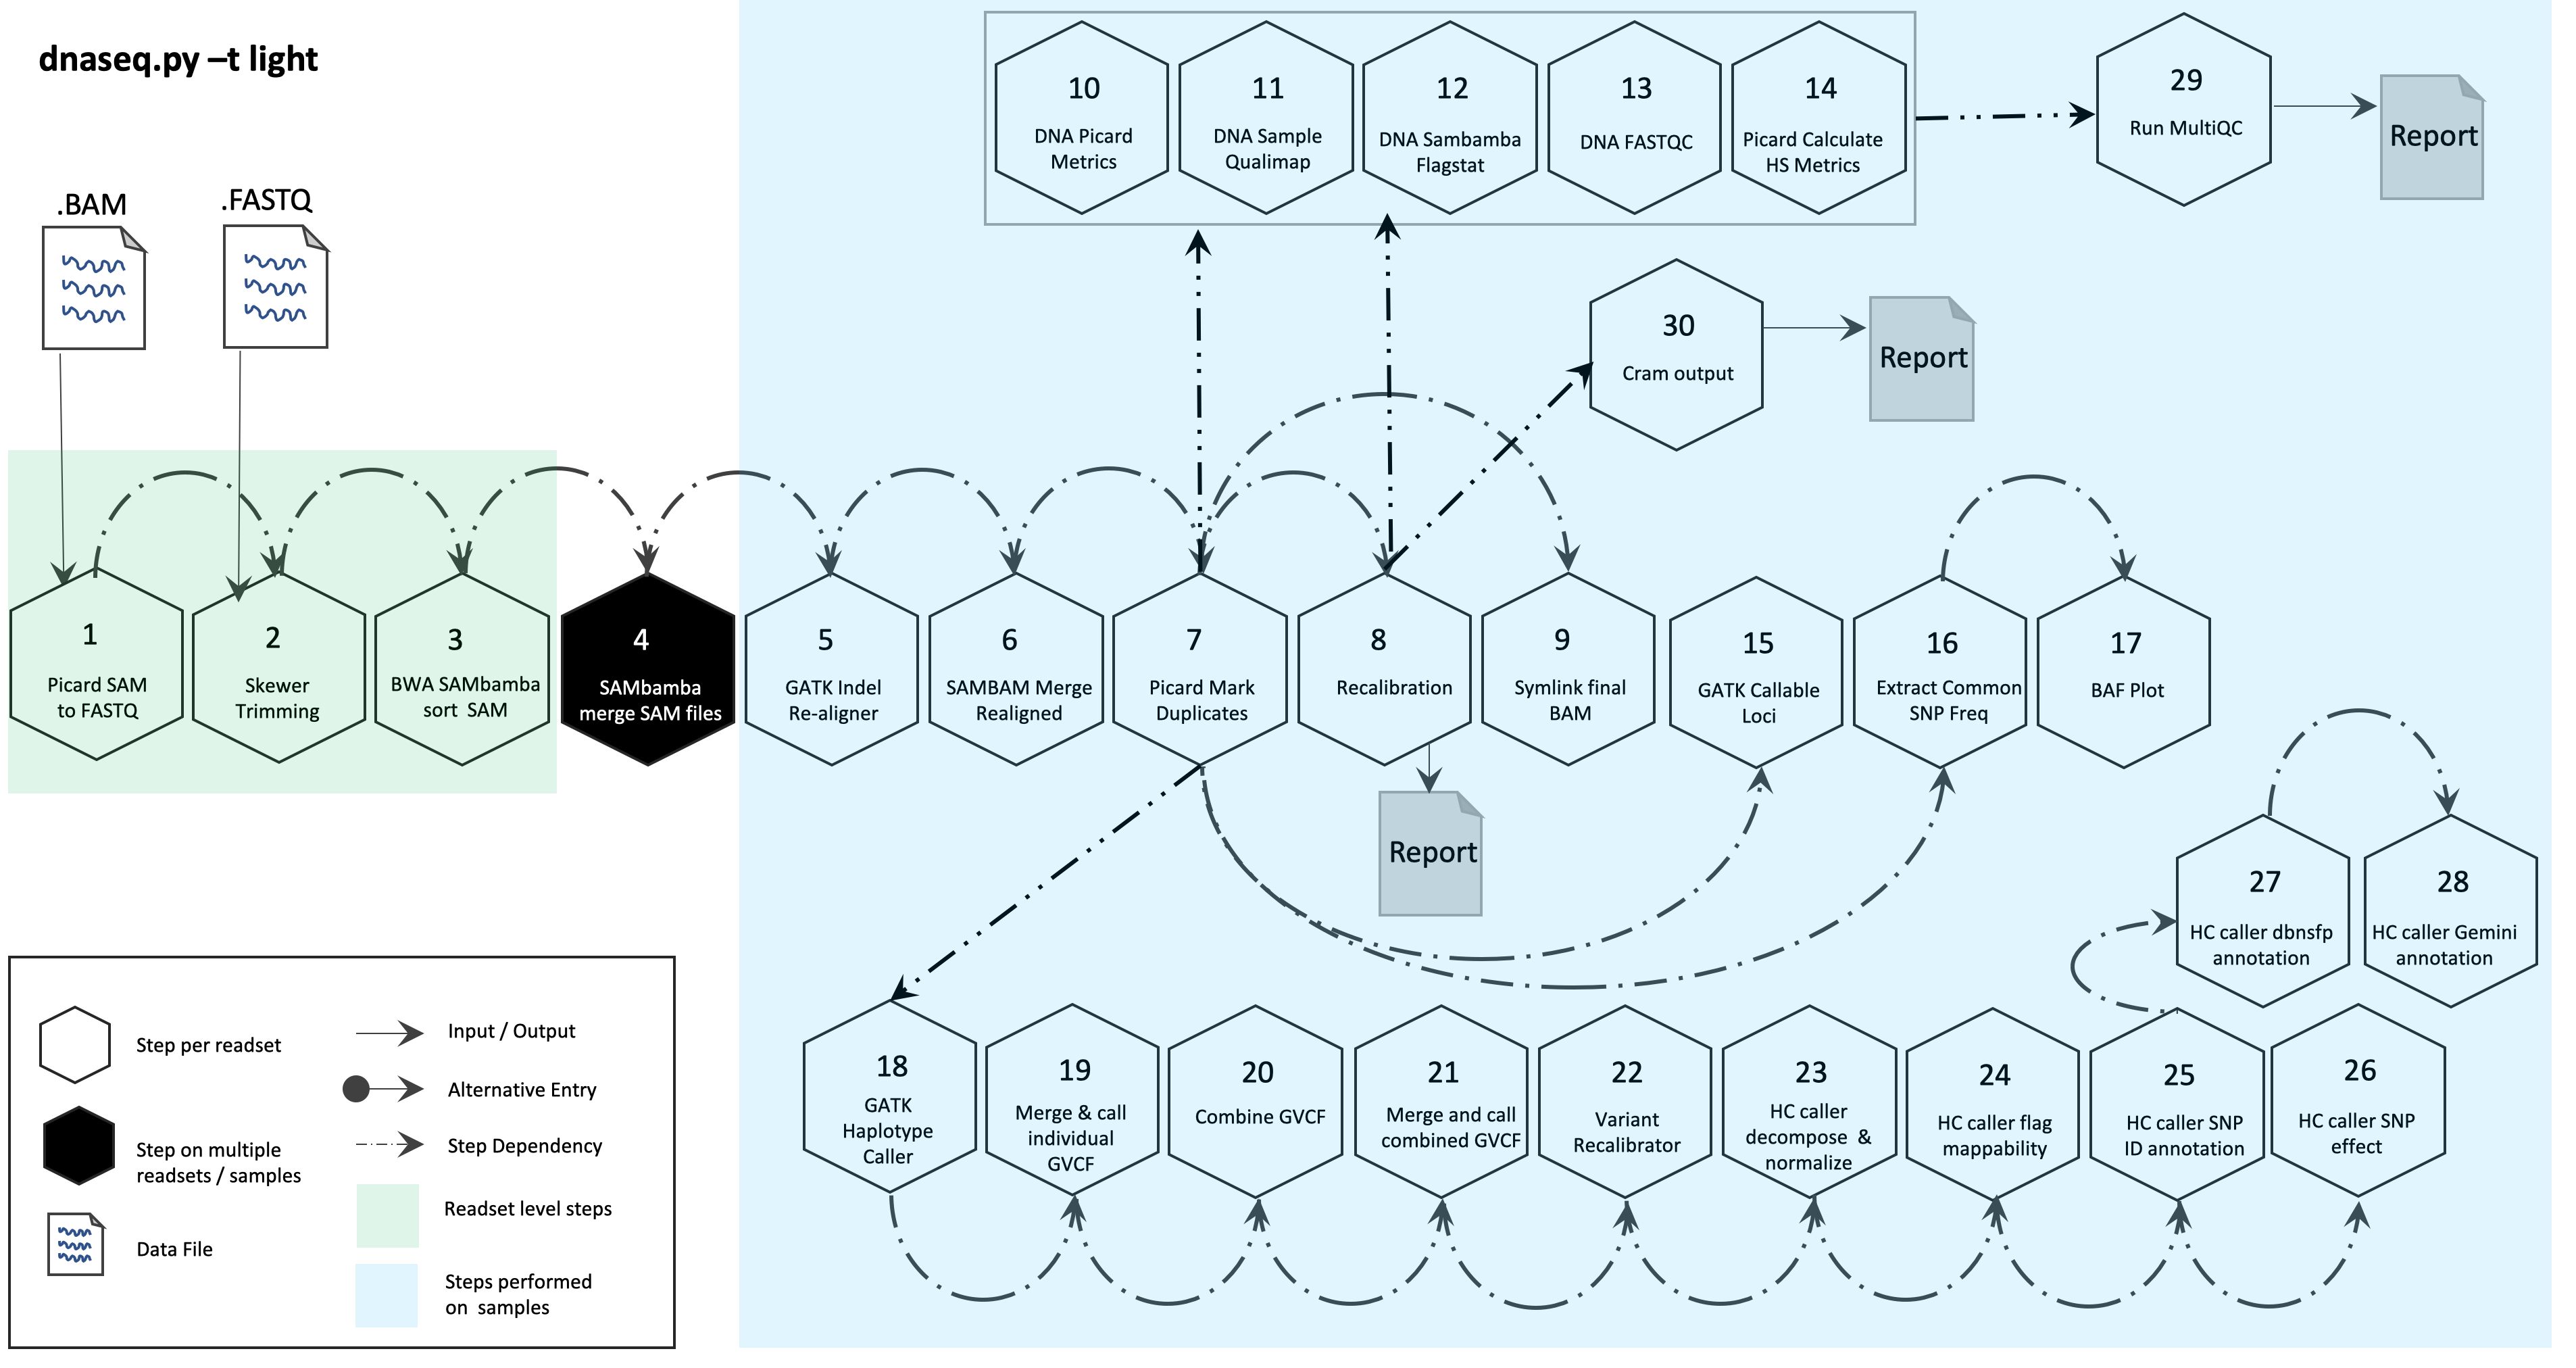 dnaseq.py –t light
.BAM
.FASTQ
10
DNA Picard
Metrics
11
DNA Sample
Qualimap
12
DNA Sambamba
Flagstat
13
DNA FASTQC
14
Picard Calculate
HS Metrics
29
Run MultiQC
Report
30
Cram output
Report
1
Picard SAM
to FASTQ
2
Skewer
Trimming
3
BWA SAMbamba
sort SAM
4
SAMbamba
merge SAM files
5
GATK Indel
Re-aligner
6
SAMBAM Merge
Realigned
7
Picard Mark
Duplicates
8
Recalibration
9
Symlink final
BAM
15
GATK Callable
Loci
16
Extract Common
SNP Freq
17
BAF Plot
Report
27
HC caller dbnsfp
annotation
28
HC caller Gemini
annotation
18
GATK
Haplotype
Caller
19
Merge & call
individual
GVCF
20
Combine GVCF
21
Merge and call
combined GVCF
22
Variant
Recalibrator
23
HC caller
decompose &
normalize
24
HC caller flag
mappability
25
HC caller SNP
ID annotation
26
HC caller SNP
effect
Step per readset
Step on multiple
readsets / samples
Data File
Input / Output
Alternative Entry
Step Dependency
Readset level steps
Steps performed
on samples